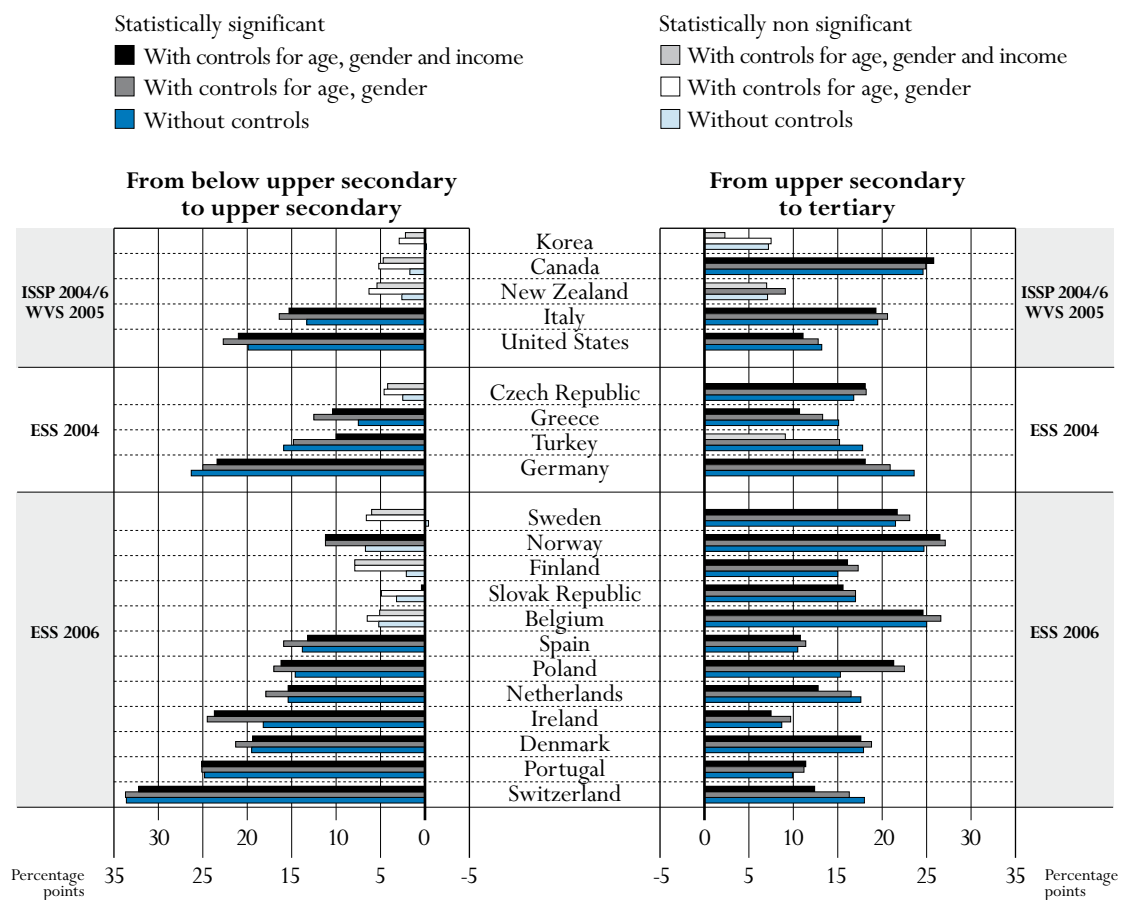 Statistically significant
With controls for age, gender and income
With controls for age, gender
Without controls
Statistically non significant
With controls for age, gender and income
With controls for age, gender
Without controls
From below upper secondary
to upper secondary
From upper secondary
to tertiary
ISSP 2004/6
WVS 2005
Korea
Canada
New Zealand
Italy
United States
ISSP 2004/6
WVS 2005
ESS 2004
Czech Republic
Greece
Turkey
Germany
ESS 2004
ESS 2006
Sweden
Norway
Finland
Slovak Republic
Belgium
Spain
Poland
Netherlands
Ireland
Denmark
Portugal
Switzerland
ESS 2006
30 20 10 0 0 10 20 30
Percentage
points
35 25 15 5 -5 -5 5 15 25 35
Percentage
points